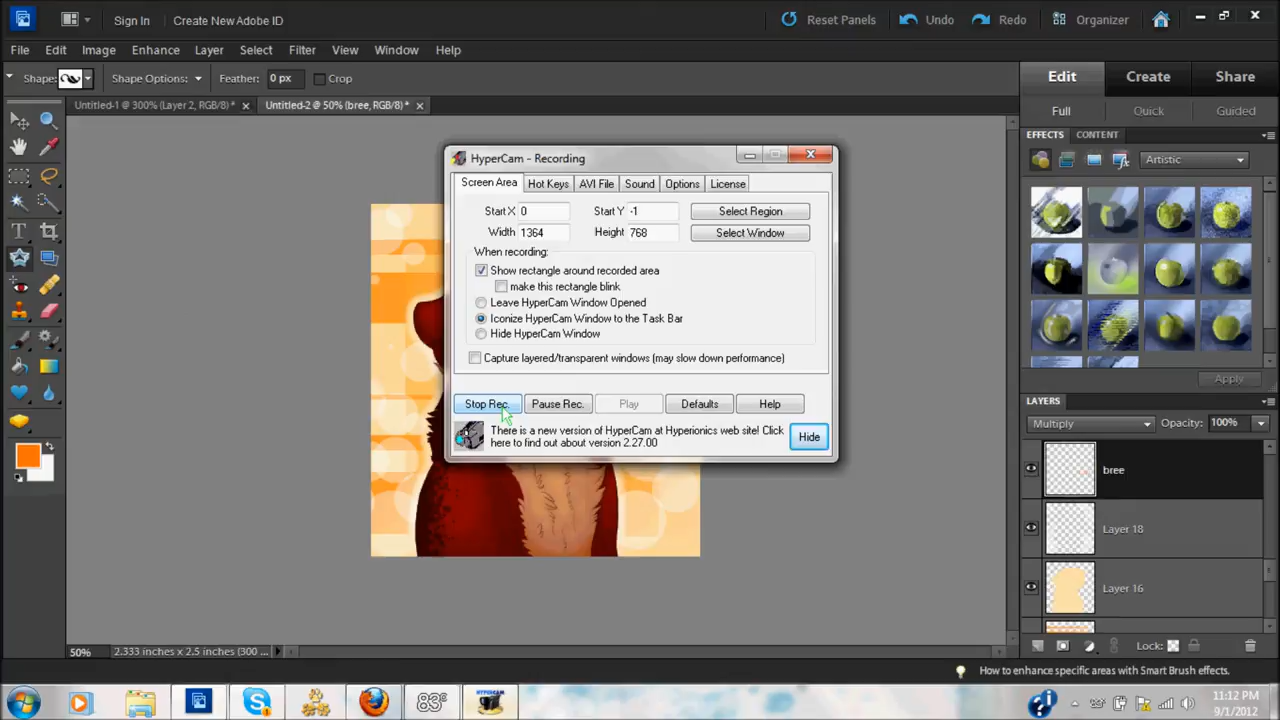 Sign In Create New Adobe ID Reset Panels Undo Redo Organizer
File Edit Image Enhance Layer Select Filter View Window Help
Shape: Shape Options: Feather: 0 px Crop
Edit Create Share
Untitled-1 @ 300% (Layer 2, RGB/8) * Untitled-2 @ 50% (bree, RGB/8) *
Full Quick Guided
EFFECTS CONTENT
Artistic
HyperCam - Recording
Screen Area Hot Keys AVI File Sound Options License
Start X 0 Start Y -1 Select Region
Width 1364 Height 768 Select Window
When recording:
Show rectangle around recorded area
make this rectangle blink
Leave HyperCam Window Opened
Iconize HyperCam Window to the Task Bar
Hide HyperCam Window
Capture layered/transparent windows (may slow down performance)
Apply
Stop Rec. Pause Rec. Play Defaults Help
There is a new version of HyperCam at Hyperionics web site! Click
here to find out about version 2.27.00
Hide
LAYERS
Multiply Opacity: 100%
bree
Layer 18
Layer 16
Lock:
50% 2.333 inches x 2.5 inches (300 ...
How to enhance specific areas with Smart Brush effects.
83°
HYPERCAM
11:12 PM
9/1/2012